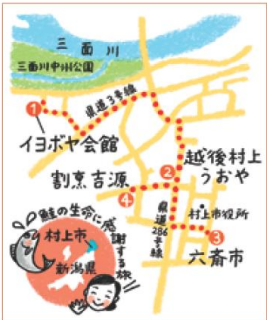 三面川
三面川中州公園
1
県道3号線
イヨボヤ会館
越後村上
うおや
割烹吉源
2
4
県道286号線
村上市役所
3
六斎市
鮭の生命に感謝する旅
村上市
新潟県